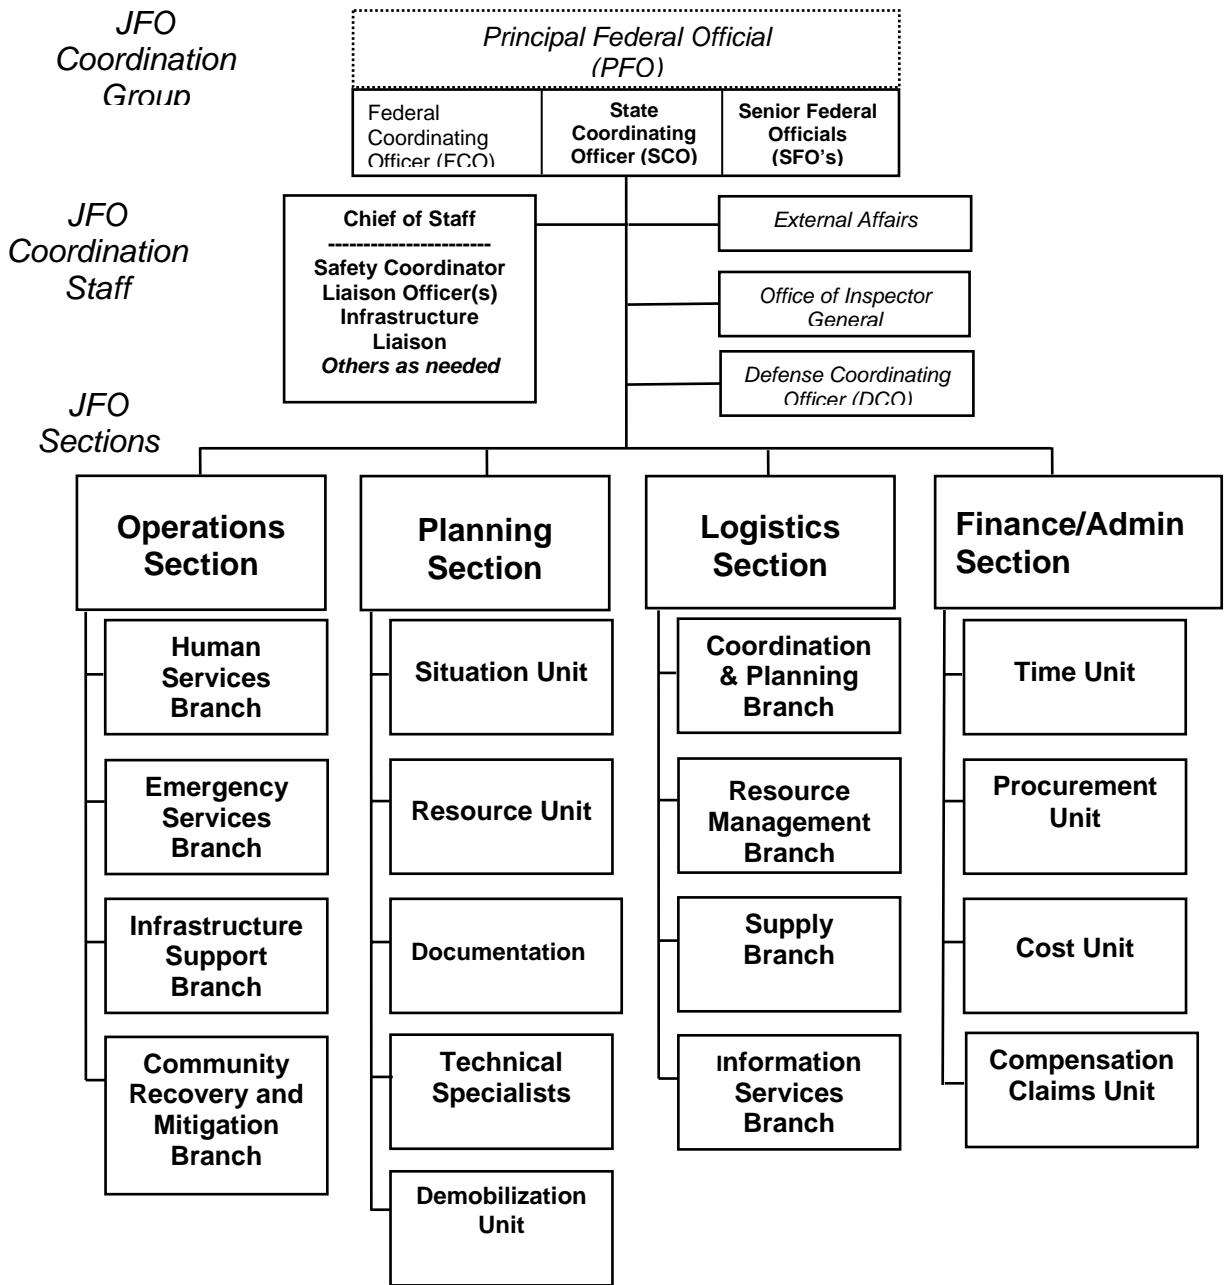 JFO
Coordination
Group
Principal Federal Official
(PFO)
Federal
Coordinating
Officer (FCO)
State
Coordinating
Officer (SCO)
Senior Federal
Officials
(SFO's)
JFO
Coordination
Staff
Chief of Staff
-----------------------
Safety Coordinator
Liaison Officer(s)
Infrastructure
Liaison
Others as needed
External Affairs
Office of Inspector
General
Defense Coordinating
Officer (DCO)
JFO
Sections
Operations
Section
Human
Services
Branch
Emergency
Services
Branch
Infrastructure
Support
Branch
Community
Recovery and
Mitigation
Branch
Planning
Section
Situation Unit
Resource Unit
Documentation
Technical
Specialists
Demobilization
Unit
Logistics
Section
Coordination
& Planning
Branch
Resource
Management
Branch
Supply
Branch
Information
Services
Branch
Finance/Admin
Section
Time Unit
Procurement
Unit
Cost Unit
Compensation
Claims Unit